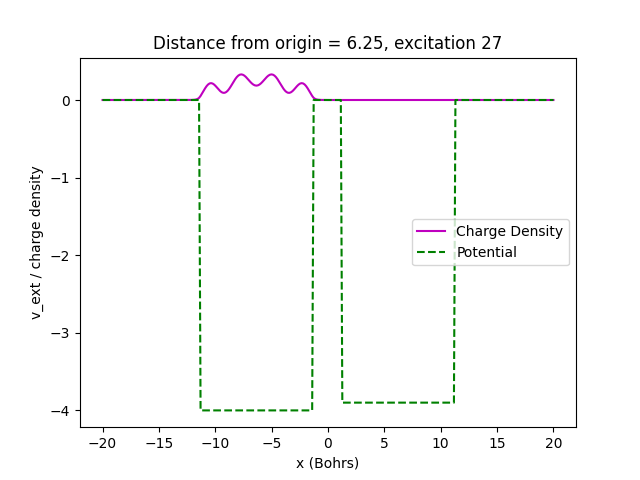 Distance from origin = 6.25, excitation 27
v_ext / charge density
0
−1
−2
−3
−4
Charge Density
Potential
−20 −15 −10 −5 0 5 10 15 20
x (Bohrs)